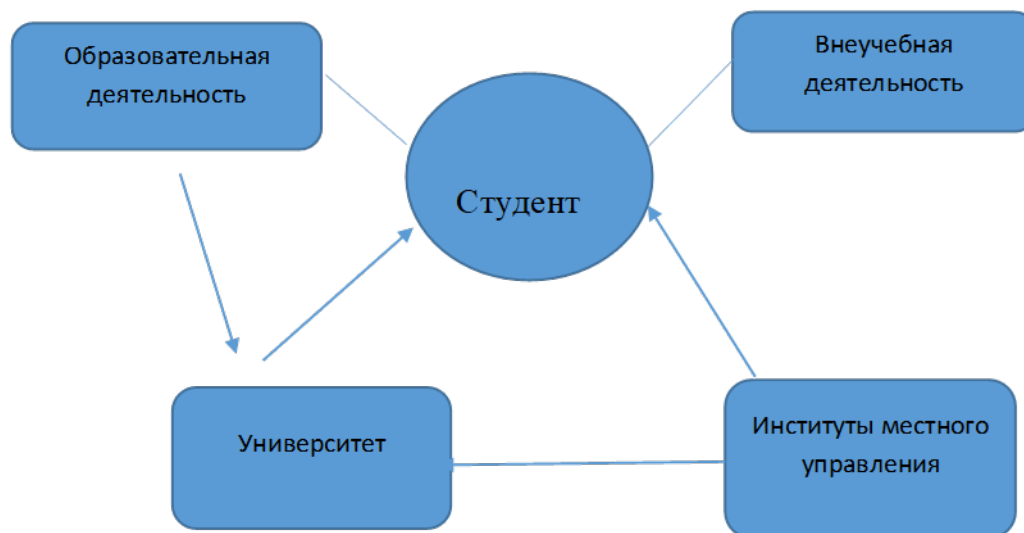 Образовательная
деятельность
Внеучебная
деятельность
Студент
Университет
Институты местного
управления